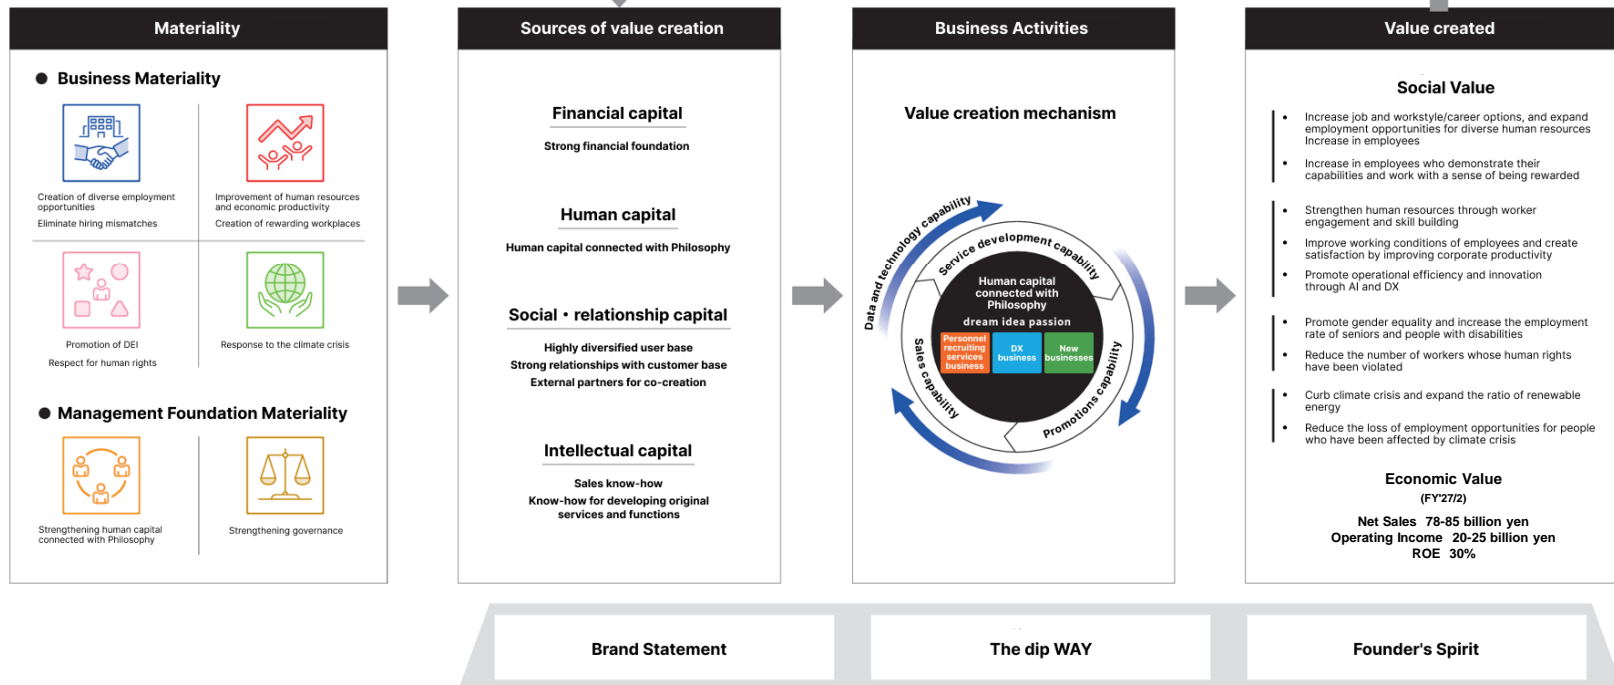 Materiality
● Business Materiality
Creation of diverse employment
opportunities
Eliminate hiring mismatches
Improvement of human resources
and economic productivity
Creation of rewarding workplaces
Promotion of DEI
Respect for human rights
Response to the climate crisis
● Management Foundation Materiality
Strengthening human capital
connected with Philosophy
Strengthening governance
Sources of value creation
Financial capital
Strong financial foundation
Human capital
Human capital connected with Philosophy
Social・relationship capital
Highly diversified user base
Strong relationships with customer base
External partners for co-creation
Intellectual capital
Sales know-how
Know-how for developing original
services and functions
Business Activities
Value creation mechanism
Data and technology capability
Service development capability
Sales capability
Promotions capability
Human capital
connected with
Philosophy
dream idea passion
Personnel
recruiting
services
business
DX
business
New
businesses
Value created
Social Value
• Increase job and workstyle/career options, and expand
employment opportunities for diverse human resources
Increase in employees
• Increase in employees who demonstrate their
capabilities and work with a sense of being rewarded
• Strengthen human resources through worker
engagement and skill building
• Improve working conditions of employees and create
satisfaction by improving corporate productivity
• Promote operational efficiency and innovation
through AI and DX
• Promote gender equality and increase the employment
rate of seniors and people with disabilities
• Reduce the number of workers whose human rights
have been violated
• Curb climate crisis and expand the ratio of renewable
energy
• Reduce the loss of employment opportunities for people
who have been affected by climate crisis
Economic Value
(FY'27/2)
Net Sales 78-85 billion yen
Operating Income 20-25 billion yen
ROE 30%
Brand Statement
The dip WAY
Founder's Spirit